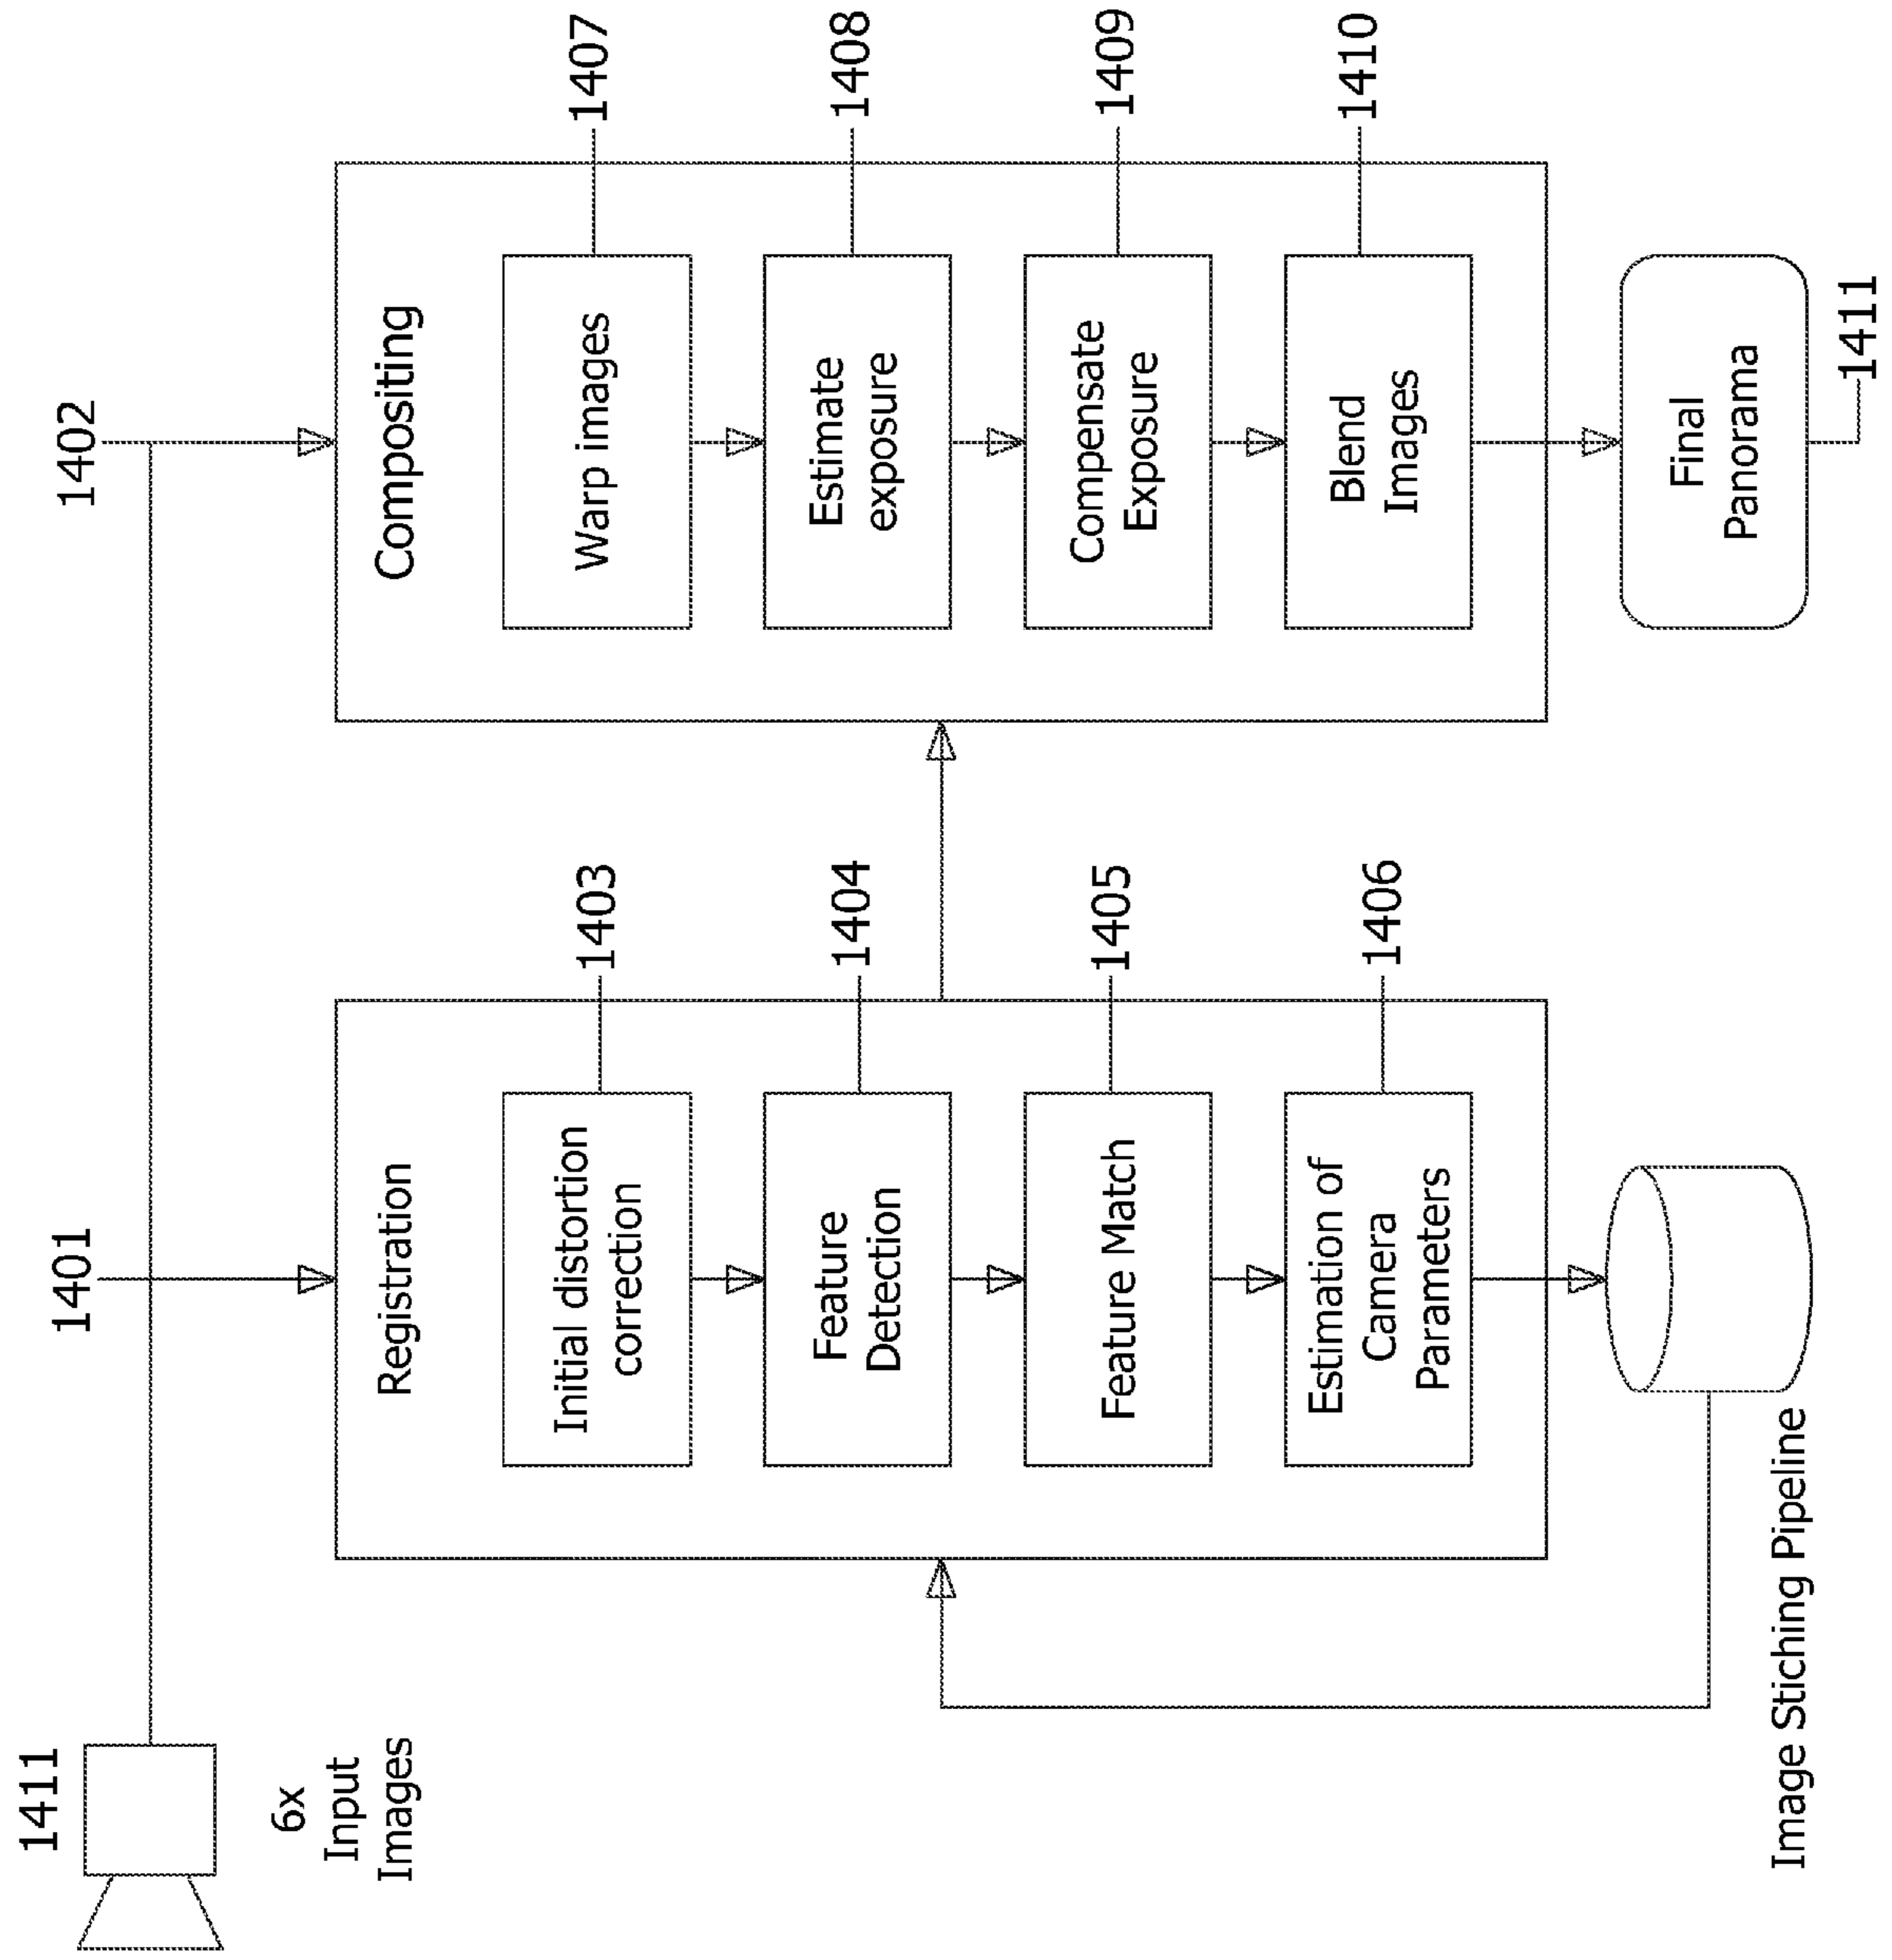 1411
6x
Input
Images
1401
Registration
Initial distortion
correction
1403
Feature
Detection
1404
Feature Match
1405
Estimation of
Camera
Parameters
1406
Image Stiching Pipeline
1402
Compositing
Warp images
1407
Estimate
exposure
1408
Compensate
Exposure
1409
Blend
Images
1410
Final
Panorama
1411